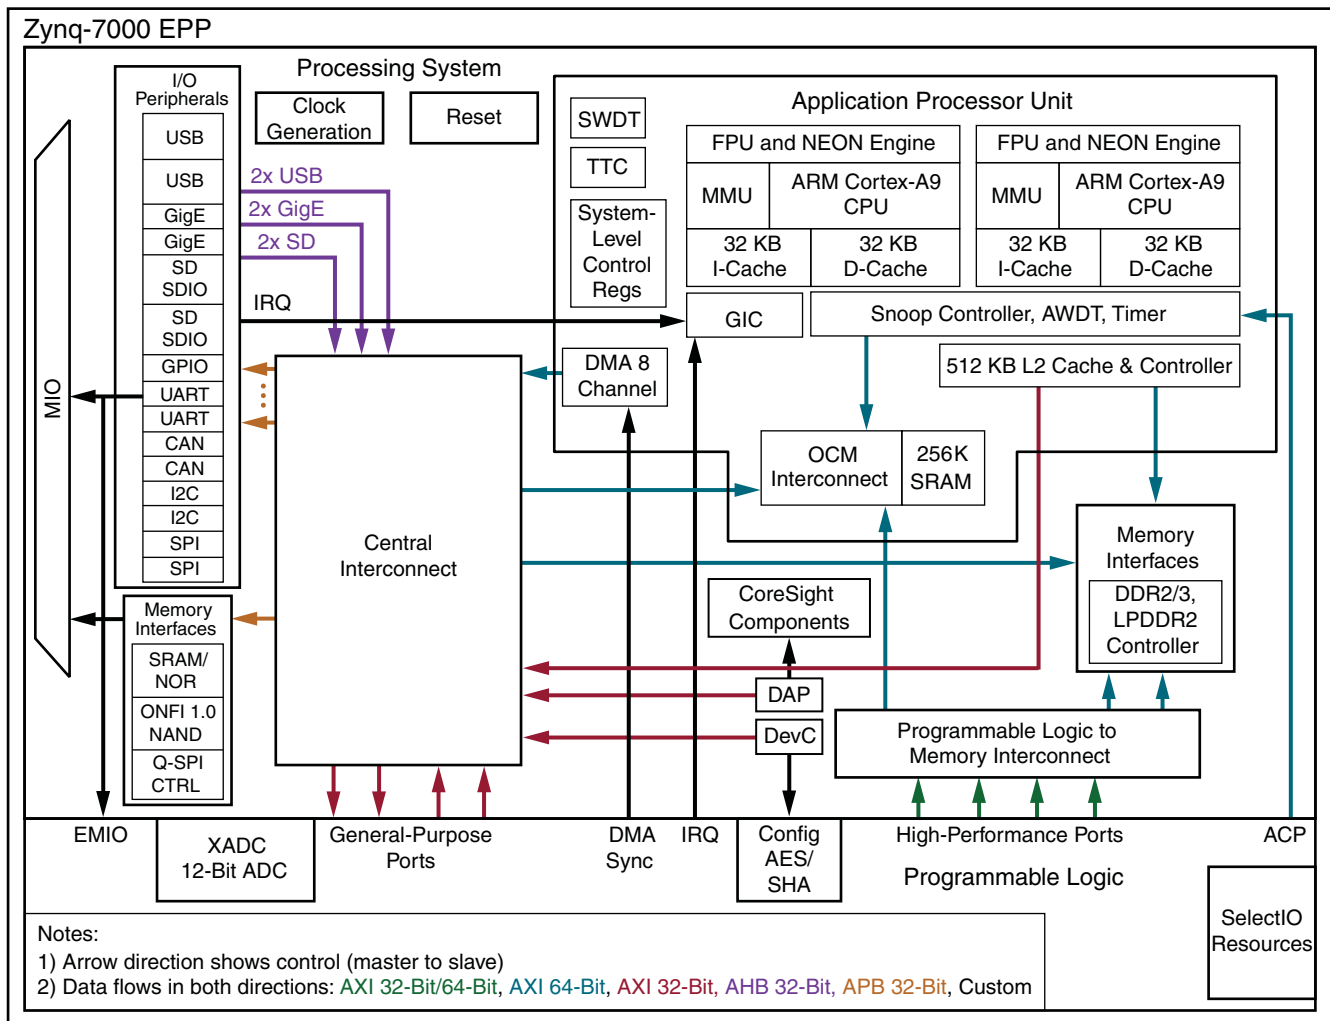 Zynq-7000 EPP
Processing System
I/O
Peripherals
USB
USB
GigE
GigE
SD
SDIO
SD
SDIO
GPIO
UART
UART
CAN
CAN
I2C
I2C
SPI
SPI
MIO
Clock
Generation
Reset
2x USB
2x GigE
2x SD
IRQ
Application Processor Unit
SWDT
TTC
System-
Level
Control
Regs
FPU and NEON Engine
MMU
ARM Cortex-A9
CPU
32 KB
I-Cache
32 KB
D-Cache
FPU and NEON Engine
MMU
ARM Cortex-A9
CPU
32 KB
I-Cache
32 KB
D-Cache
GIC
Snoop Controller, AWDT, Timer
DMA 8
Channel
512 KB L2 Cache & Controller
OCM
Interconnect
256K
SRAM
Central
Interconnect
Memory
Interfaces
DDR2/3,
LPDDR2
Controller
CoreSight
Components
DAP
DevC
Programmable Logic to
Memory Interconnect
Memory
Interfaces
SRAM/
NOR
ONFI 1.0
NAND
Q-SPI
CTRL
EMIO
XADC
12-Bit ADC
General-Purpose
Ports
DMA
Sync
IRQ
Config
AES/
SHA
High-Performance Ports
ACP
Programmable Logic
SelectIO
Resources
Notes:
1) Arrow direction shows control (master to slave)
2) Data flows in both directions: AXI 32-Bit/64-Bit, AXI 64-Bit, AXI 32-Bit, AHB 32-Bit, APB 32-Bit, Custom